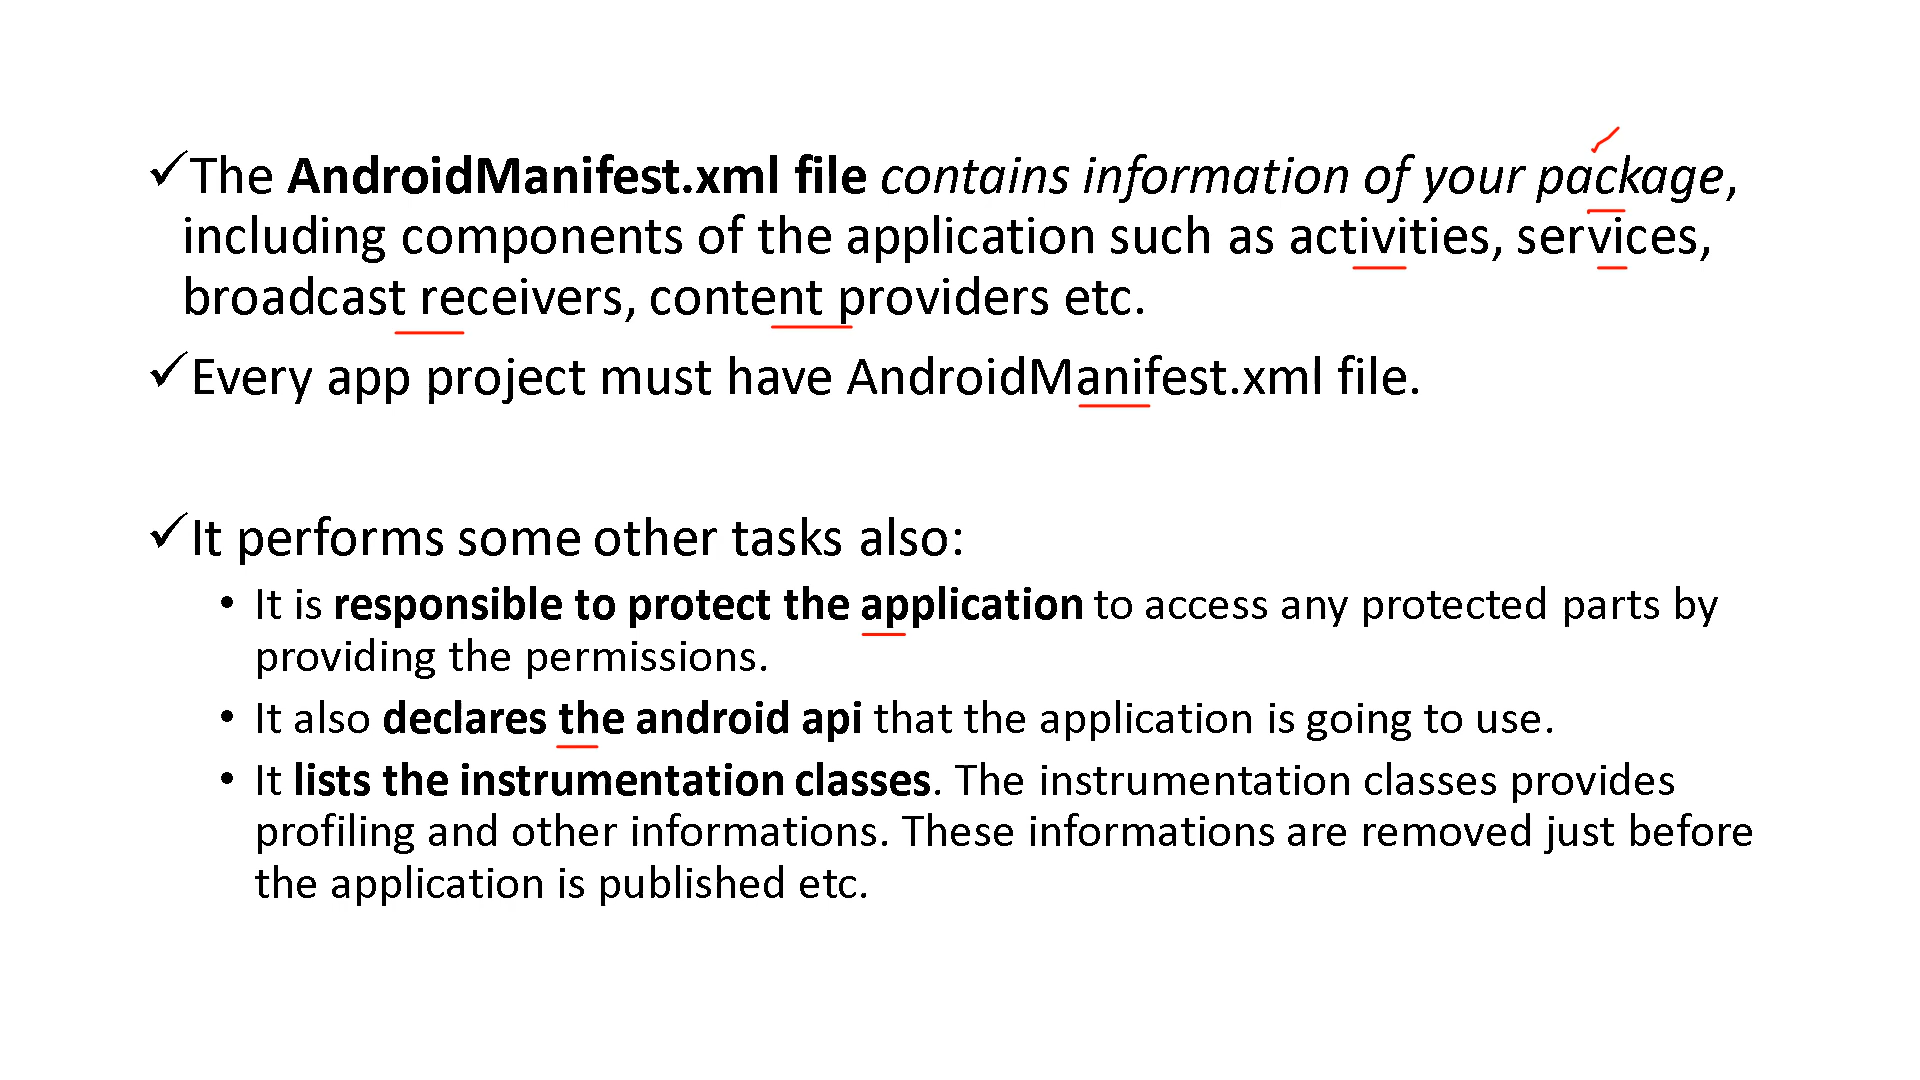 ✓The AndroidManifest.xml file contains information of your package,
including components of the application such as activities, services,
broadcast receivers, content providers etc.
✓Every app project must have AndroidManifest.xml file.
✓It performs some other tasks also:
• It is responsible to protect the application to access any protected parts by
providing the permissions.
• It also declares the android api that the application is going to use.
• It lists the instrumentation classes. The instrumentation classes provides
profiling and other informations. These informations are removed just before
the application is published etc.